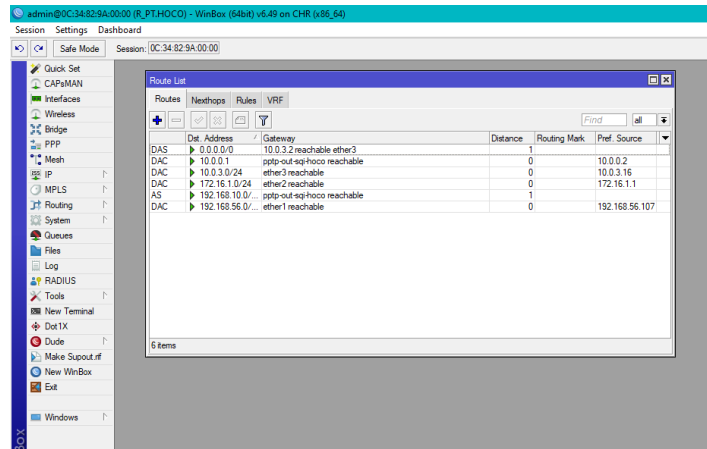 admin@0C:34:82:9A:00:00 (R_PT.HOCO) - WinBox (64bit) v6.49 on CHR (x86_64)
Session Settings Dashboard
Safe Mode Session: 0C:34:82:9A:00:00
Quick Set
CAPsMAN
Interfaces
Wireless
Bridge
PPP
Mesh
IP
MPLS
Routing
System
Queues
Files
Log
RADIUS
Tools
New Terminal
Dot1X
Dude
Make Supout.rif
New WinBox
Exit
Windows
Box
Route List
Routes Nexthops Rules VRF
Find all
Dst. Address Gateway Distance Routing Mark Pref. Source
DAS 0.0.0.0/0 10.0.3.2 reachable ether3 1
DAC 10.0.0.1 pptp-out-sqi-hoco reachable 0 10.0.0.2
DAC 10.0.3.0/24 ether3 reachable 0 10.0.3.16
DAC 172.16.1.0/24 ether2 reachable 0 172.16.1.1
AS 192.168.10.0/... pptp-out-sqi-hoco reachable 1
DAC 192.168.56.0/... ether1 reachable 0 192.168.56.107
6 items